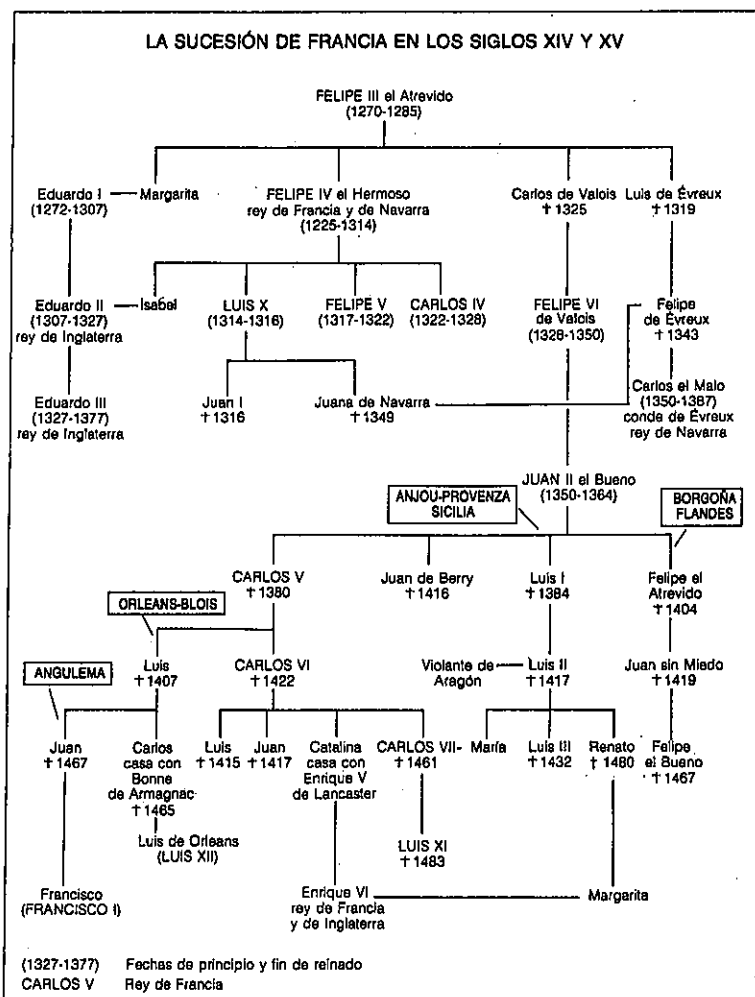 LA SUCESIÓN DE FRANCIA EN LOS SIGLOS XIV Y XV
FELIPE III el Atrevido
(1270-1285)
Eduardo I
(1272-1307)
Margarita
FELIPE IV el Hermoso
rey de Francia y de Navarra
(1225-1314)
Carlos de Valois
† 1325
Luis de Évreux
† 1319
Eduardo II
(1307-1327)
rey de Inglaterra
Isabel
LUIS X
(1314-1316)
FELIPE V
(1317-1322)
CARLOS IV
(1322-1328)
FELIPE VI
de Valois
(1328-1350)
Felipe
de Évreux
† 1343
Eduardo III
(1327-1377)
rey de Inglaterra
Juan I
† 1316
Juana de Navarra
† 1349
Carlos el Malo
(1350-1387)
conde de Évreux
rey de Navarra
JUAN II el Bueno
(1350-1364)
ANJOU-PROVENZA
SICILIA
BORGOÑA
FLANDES
CARLOS V
† 1380
Juan de Berry
† 1416
Luis I
† 1384
Felipe el
Atrevido
† 1404
ORLEANS-BLOIS
ANGULEMA
Luis
† 1407
CARLOS VI
† 1422
Violante de
Aragón
Luis II
† 1417
Juan sin Miedo
† 1419
Juan
† 1467
Carlos
casa con
Bonne
de Armagnac
† 1465
Luis
† 1415
Juan
† 1417
Catalina
casa con
Enrique V
de Lancaster
CARLOS VII-
† 1461
María
Luis III
† 1432
Renato
† 1480
Felipe
el Bueno
† 1467
Luis de Orleans
(LUIS XII)
LUIS XI
† 1483
Francisco
(FRANCISCO I)
Enrique VI
rey de Francia
y de Inglaterra
Margarita
(1327-1377) Fechas de principio y fin de reinado
CARLOS V Rey de Francia